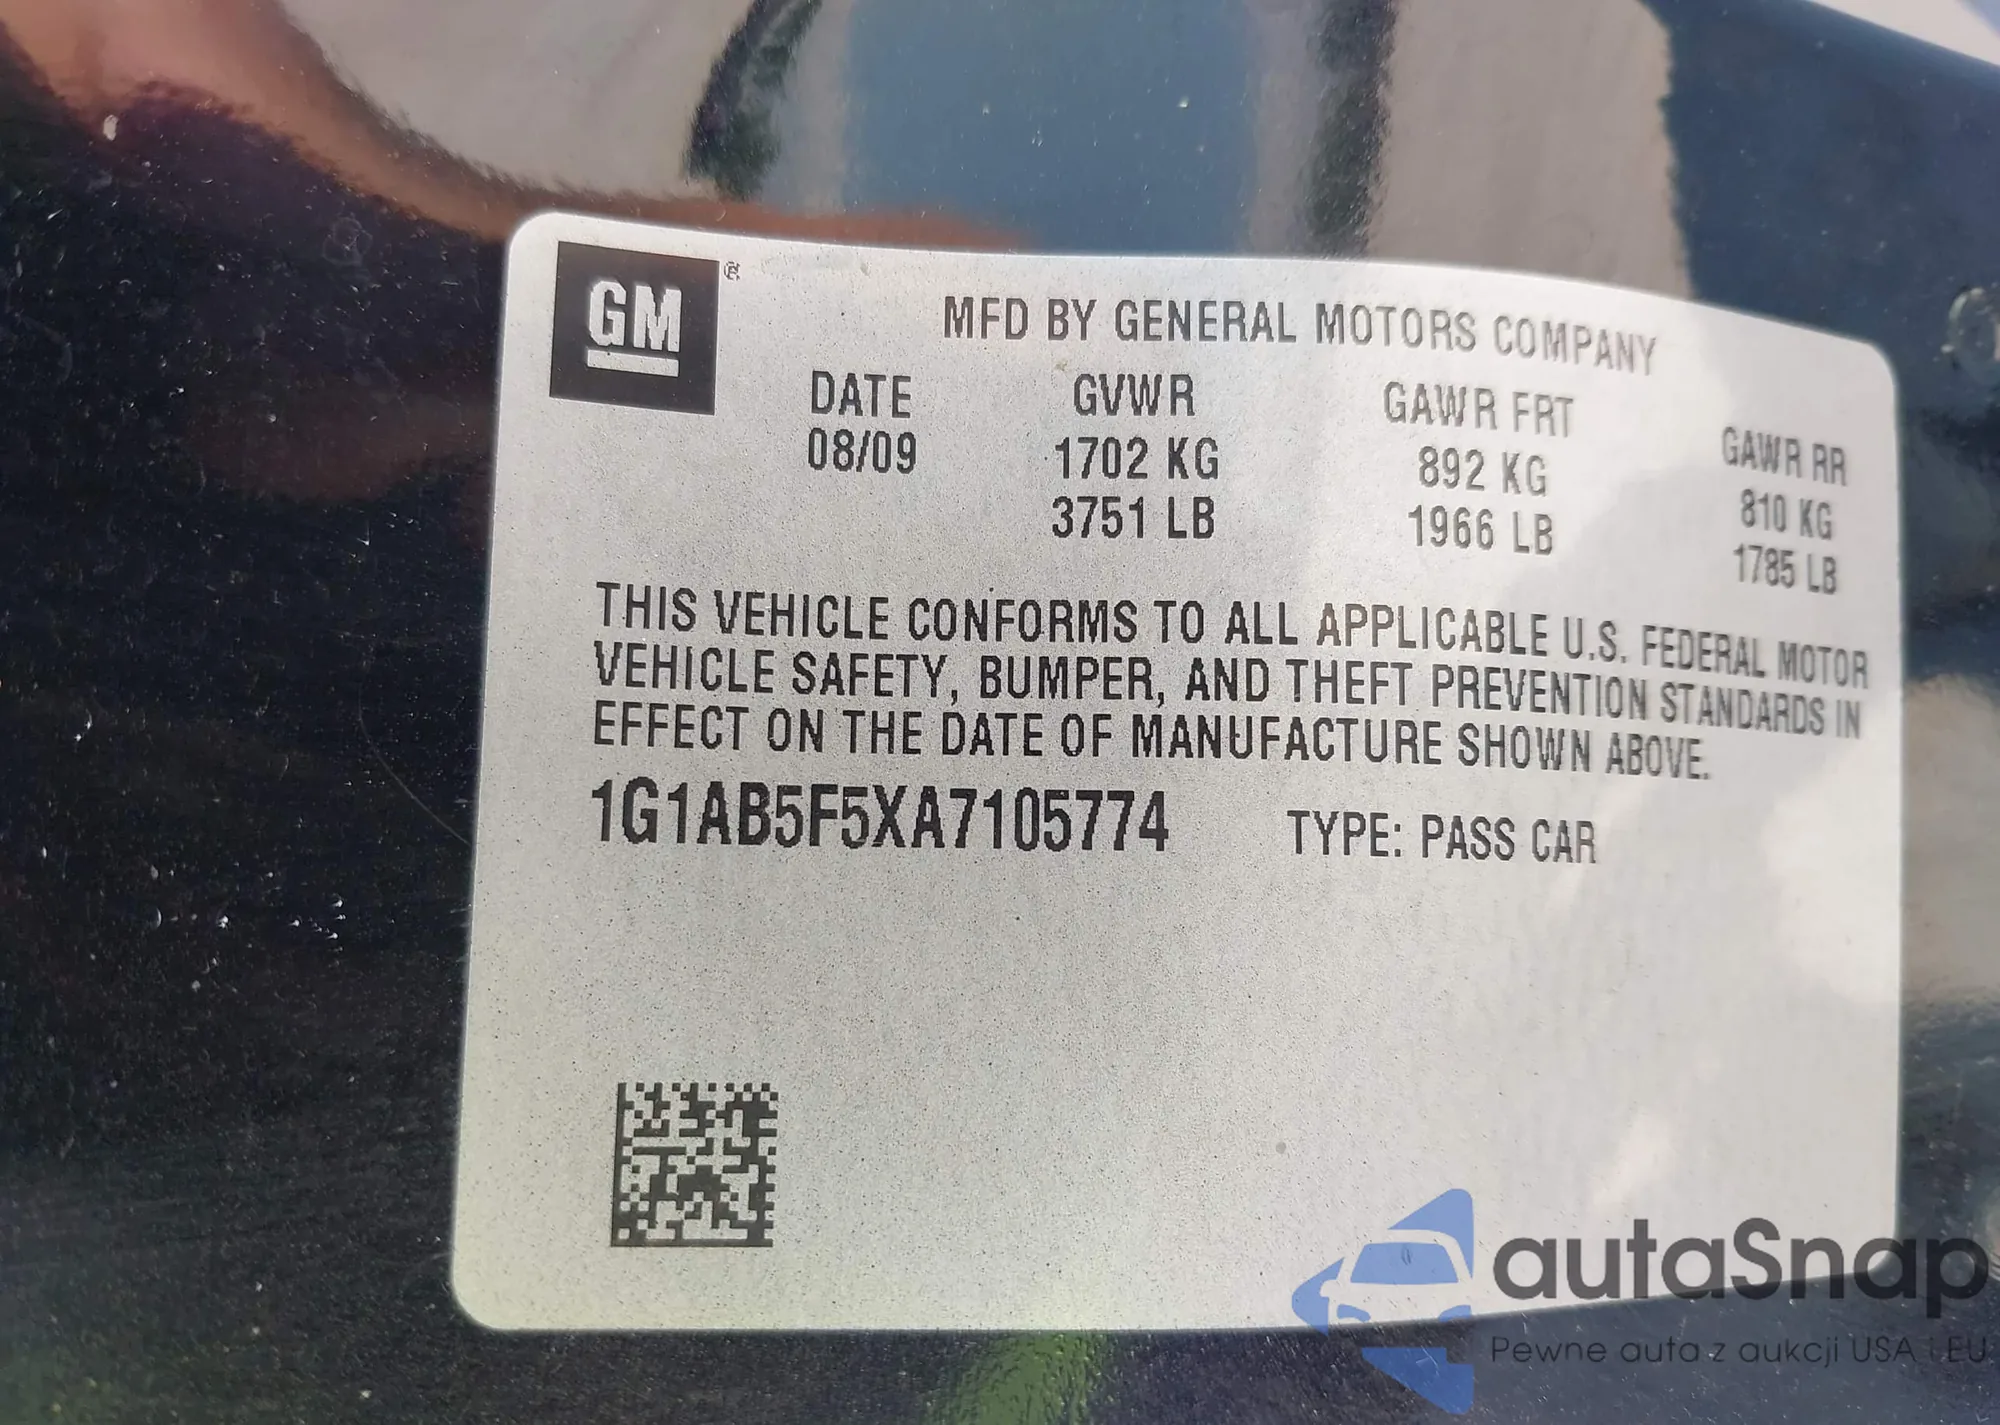 GM®
MFD BY GENERAL MOTORS COMPANY
DATE GVWR GAWR FRT GAWR RR
08/09 1702 KG 892 KG 810 KG
3751 LB 1966 LB 1785 LB
THIS VEHICLE CONFORMS TO ALL APPLICABLE U.S. FEDERAL MOTOR
VEHICLE SAFETY, BUMPER, AND THEFT PREVENTION STANDARDS IN
EFFECT ON THE DATE OF MANUFACTURE SHOWN ABOVE.
1G1AB5F5XA7105774 TYPE: PASS CAR
autaSnap
Pewne auta z aukcji USA i EU